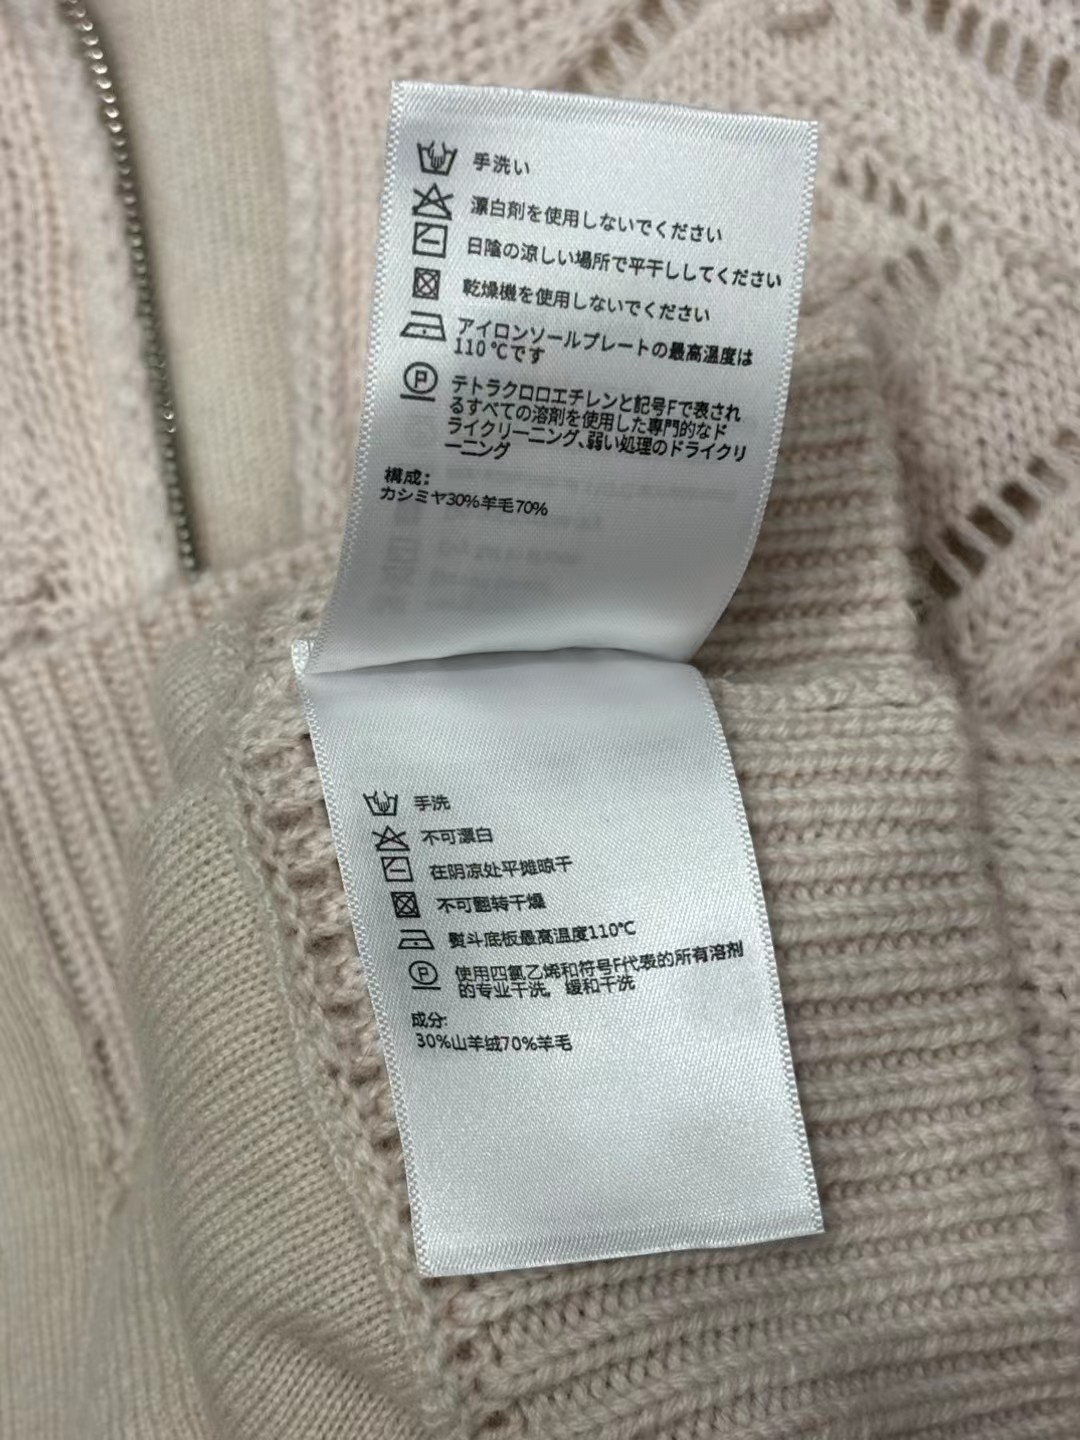 手洗い
漂白剤を使用しないでください
日陰の涼しい場所で平干ししてください
乾燥機を使用しないでください
アイロンソールプレートの最高温度は
110℃です
P
テトラクロロエチレンと記号Fで表され
るすべての溶剤を使用した専門的なド
ライクリーニング、弱い処理のドライクリ
ーニング
構成:
カシミヤ30%羊毛70%
手洗
不可漂白
在阴凉处平摊晾干
不可翻转干燥
熨斗底板最高温度110℃
P
使用四氯乙烯和符号F代表的所有溶剂
的专业干洗，缓和干洗
成分:
30%山羊绒70%羊毛